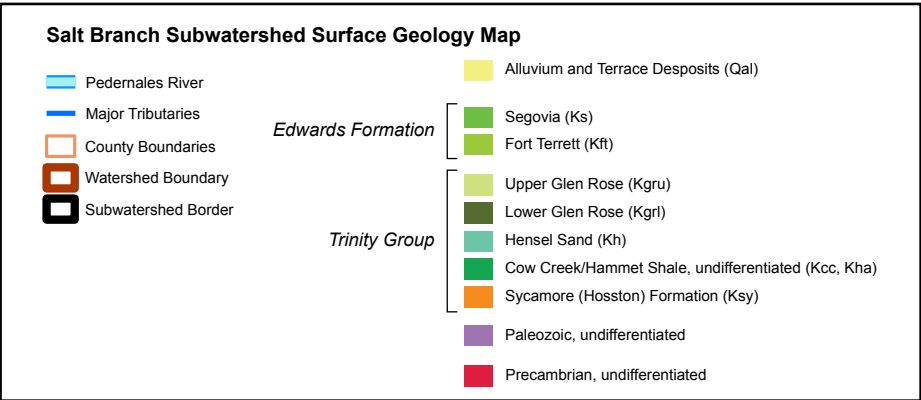 Salt Branch Subwatershed Surface Geology Map
Pedernales River
Major Tributaries
County Boundaries
Watershed Boundary
Subwatershed Border
Alluvium and Terrace Desposits (Qal)
Edwards Formation
Segovia (Ks)
Fort Terrett (Kft)
Trinity Group
Upper Glen Rose (Kgru)
Lower Glen Rose (Kgrl)
Hensel Sand (Kh)
Cow Creek/Hammet Shale, undifferentiated (Kcc, Kha)
Sycamore (Hosston) Formation (Ksy)
Paleozoic, undifferentiated
Precambrian, undifferentiated